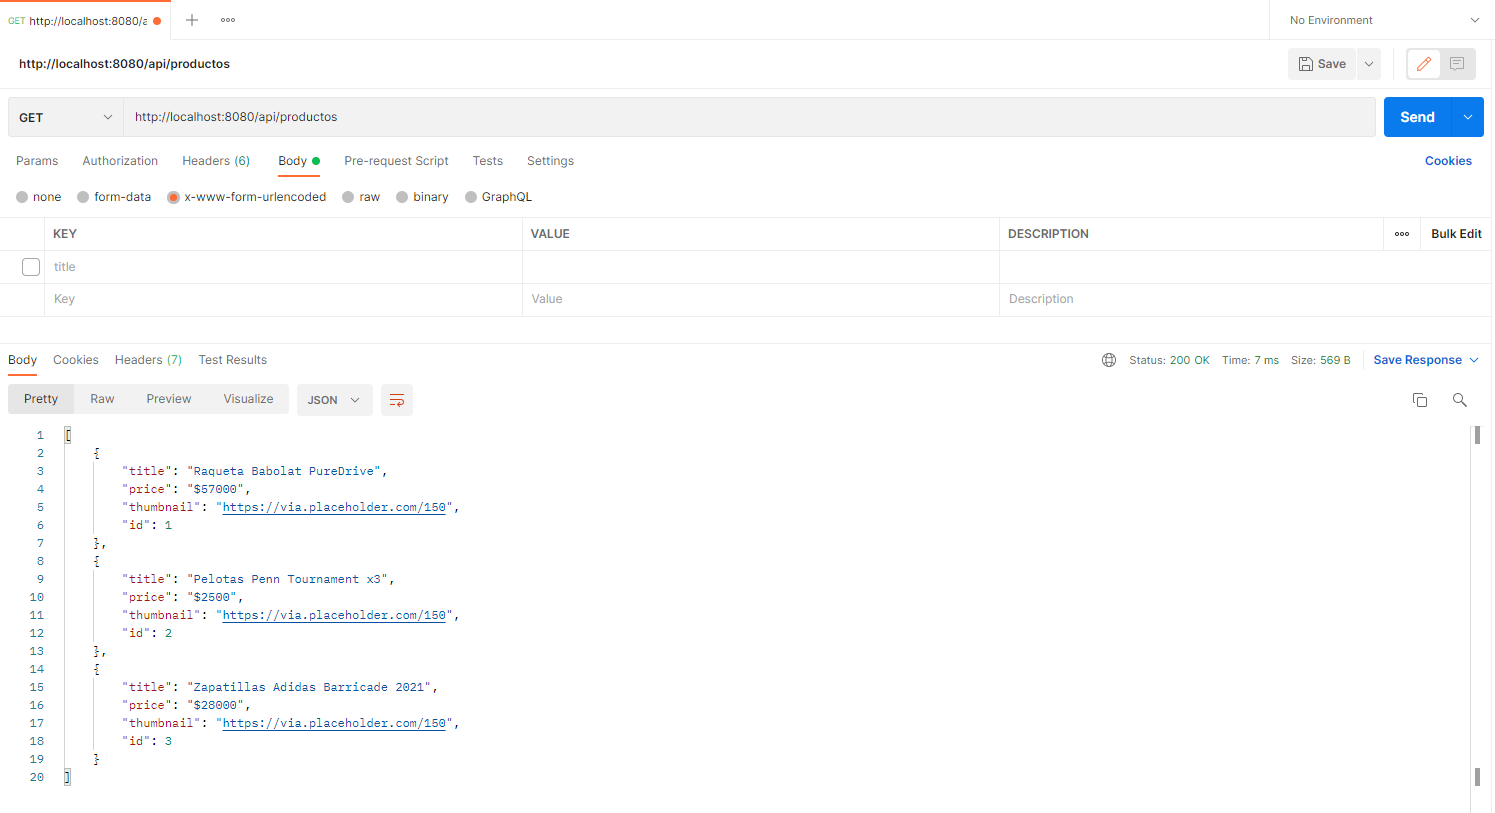 GET http://localhost:8080/a
No Environment
http://localhost:8080/api/productos
Save
GET http://localhost:8080/api/productos Send
Params Authorization Headers (6) Body Pre-request Script Tests Settings Cookies
none form-data x-www-form-urlencoded raw binary GraphQL
KEY VALUE DESCRIPTION Bulk Edit
title
Key Value Description
Body Cookies Headers (7) Test Results Status: 200 OK Time: 7 ms Size: 569 B Save Response
Pretty Raw Preview Visualize JSON
1 [
2 {
3 "title": "Raqueta Babolat PureDrive",
4 "price": "$57000",
5 "thumbnail": "https://via.placeholder.com/150",
6 "id": 1
7 },
8 {
9 "title": "Pelotas Penn Tournament x3",
10 "price": "$2500",
11 "thumbnail": "https://via.placeholder.com/150",
12 "id": 2
13 },
14 {
15 "title": "Zapatillas Adidas Barricade 2021",
16 "price": "$28000",
17 "thumbnail": "https://via.placeholder.com/150",
18 "id": 3
19 }
20 ]